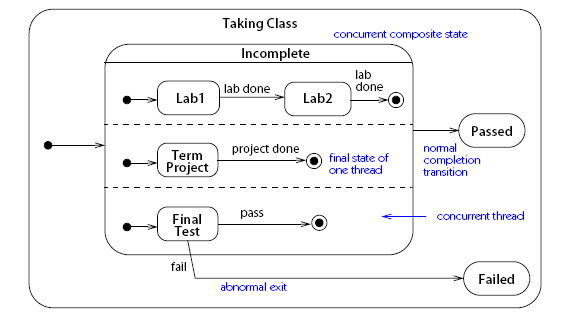 Taking Class
concurrent composite state
Incomplete
lab done
lab
done
Lab1
Lab2
Passed
Term
Project
project done
final state of
one thread
normal
completion
transition
Final
Test
pass
concurrent thread
fail
abnormal exit
Failed